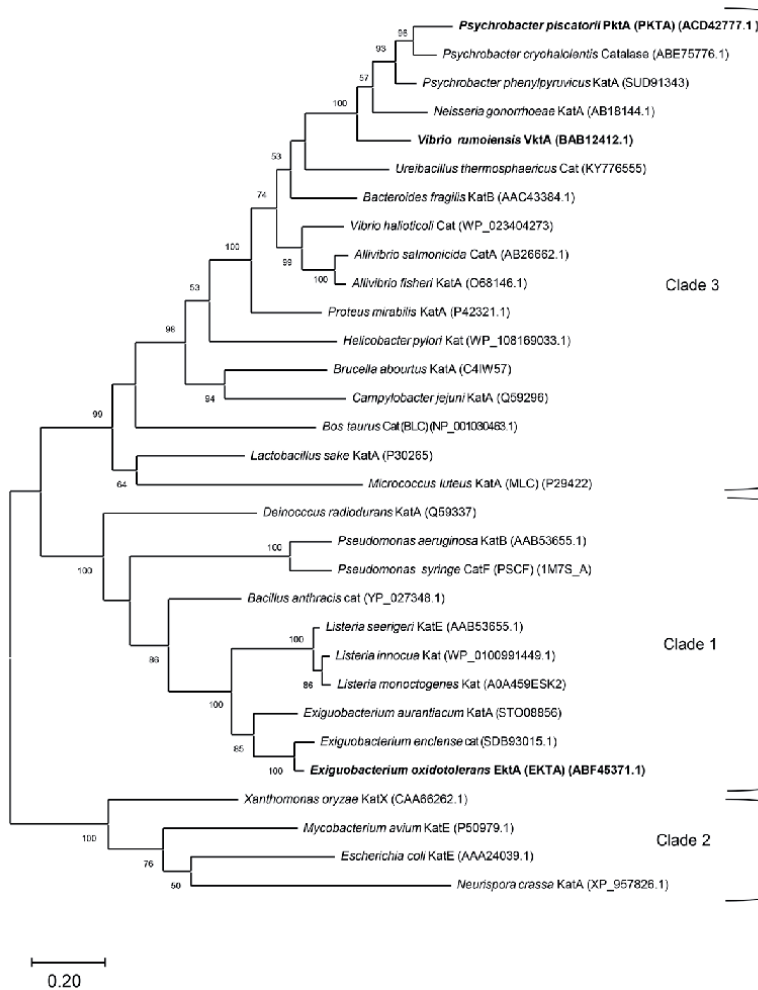 Psychrobacter piscatorii PktA (PKTA) (ACD42777.1)
96
Psychrobacter cryohalolentis Catalase (ABE75776.1)
93
Psychrobacter phenylpyruvicus KatA (SUD91343)
57
Neisseria gonorrhoeae KatA (AB18144.1)
100
Vibrio rumoiensis VktA (BAB12412.1)
53
Ureibacillus thermosphaericus Cat (KY776555)
74
Bacteroides fragilis KatB (AAC43384.1)
Vibrio halioticoli Cat (WP_023404273)
99
Allivibrio salmonicida CatA (AB26662.1)
100
Allivibrio fisheri KatA (O68146.1)
100
Clade 3
53
Proteus mirabilis KatA (P42321.1)
98
Helicobacter pylori Kat (WP_108169033.1)
Brucella abourtus KatA (C4IW57)
94
Campylobacter jejuni KatA (Q59296)
99
Bos taurus Cat (BLC) (NP_001030463.1)
Lactobacillus sake KatA (P30265)
64
Micrococcus luteus KatA (MLC) (P29422)
Deinocccus radiodurans KatA (Q59337)
100
Pseudomonas aeruginosa KatB (AAB53655.1)
100
Pseudomonas syringe CatF (PSCF) (1M7S_A)
Bacillus anthracis cat (YP_027348.1)
86
Listeria seerigeri KatE (AAB53655.1)
100
Clade 1
Listeria innocua Kat (WP_0100991449.1)
86
Listeria monoctogenes Kat (A0A459ESK2)
100
Exiguobacterium aurantiacum KatA (STO08856)
85
Exiguobacterium enclense cat (SDB93015.1)
100
Exiguobacterium oxidotolerans EktA (EKTA) (ABF45371.1)
Xanthomonas oryzae KatX (CAA66262.1)
100
Mycobacterium avium KatE (P50979.1)
76
Clade 2
Escherichia coli KatE (AAA24039.1)
50
Neurispora crassa KatA (XP_957826.1)
0.20